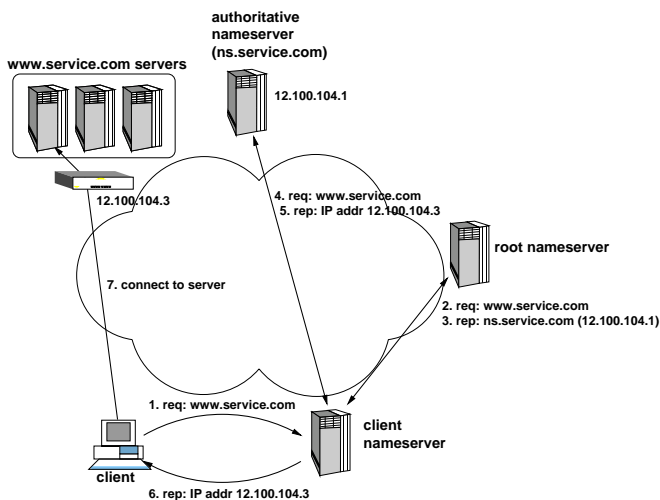 authoritative
nameserver
(ns.service.com)
www.service.com servers
12.100.104.1
12.100.104.3
4. req: www.service.com
5. rep: IP addr 12.100.104.3
root nameserver
7. connect to server
2. req: www.service.com
3. rep: ns.service.com (12.100.104.1)
1. req: www.service.com
client
nameserver
client
6. rep: IP addr 12.100.104.3